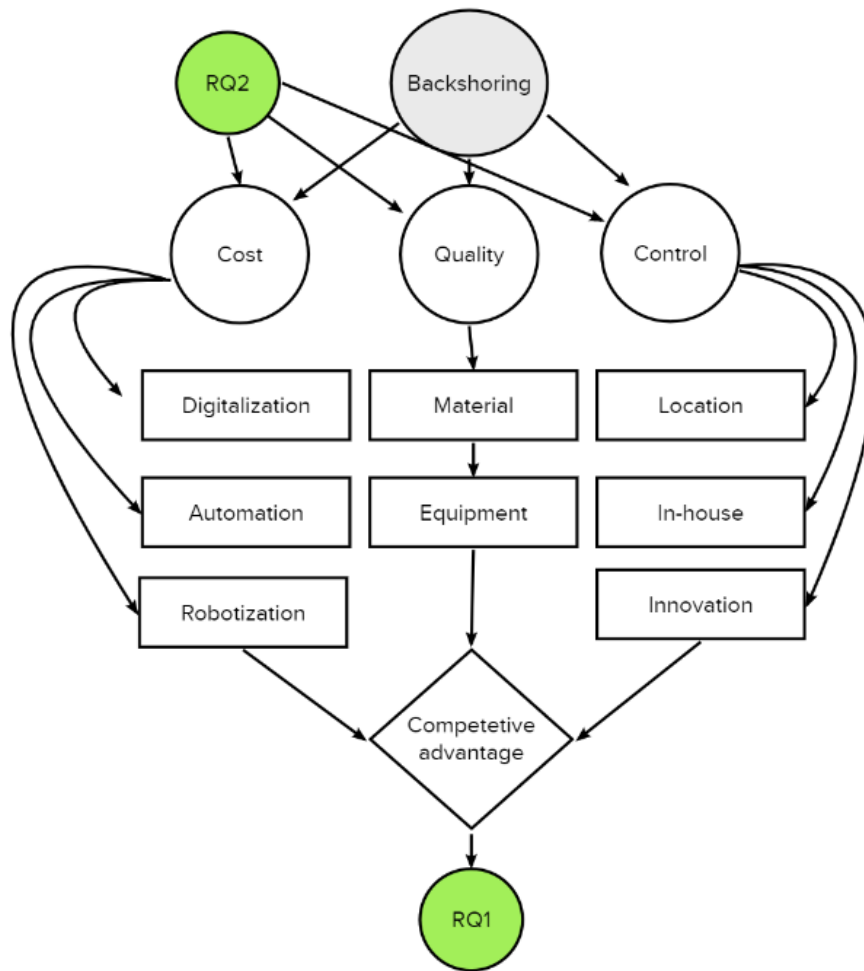 RQ2
Backshoring
Cost
Quality
Control
Digitalization
Material
Location
Automation
Equipment
In-house
Robotization
Innovation
Competetive
advantage
RQ1